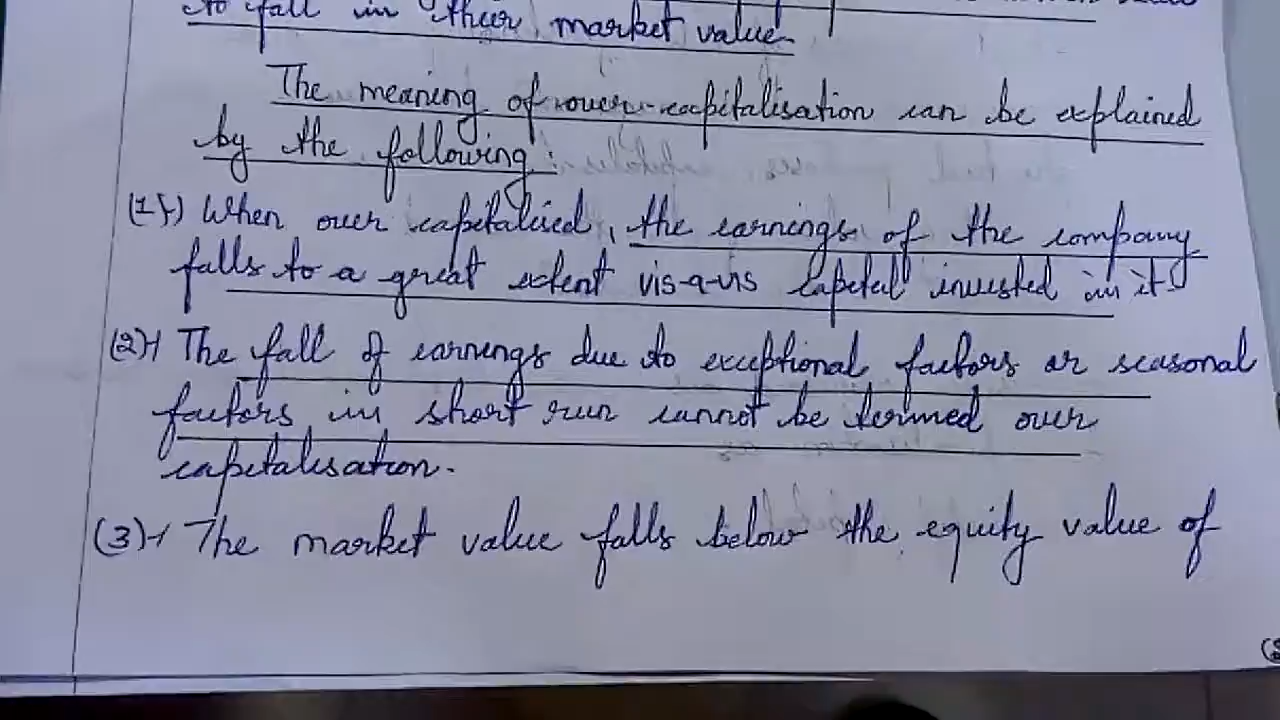 to fall in their market value.
The meaning of over-capitalisation can be explained
by the following :
(1) When over capitalised, the earnings of the company
falls to a great extent vis-a-vis capital invested in it
(2) The fall of earnings due to exceptional factors or seasonal
factors in short run cannot be termed over
capitalisation.
(3) The market value falls below the equity value of